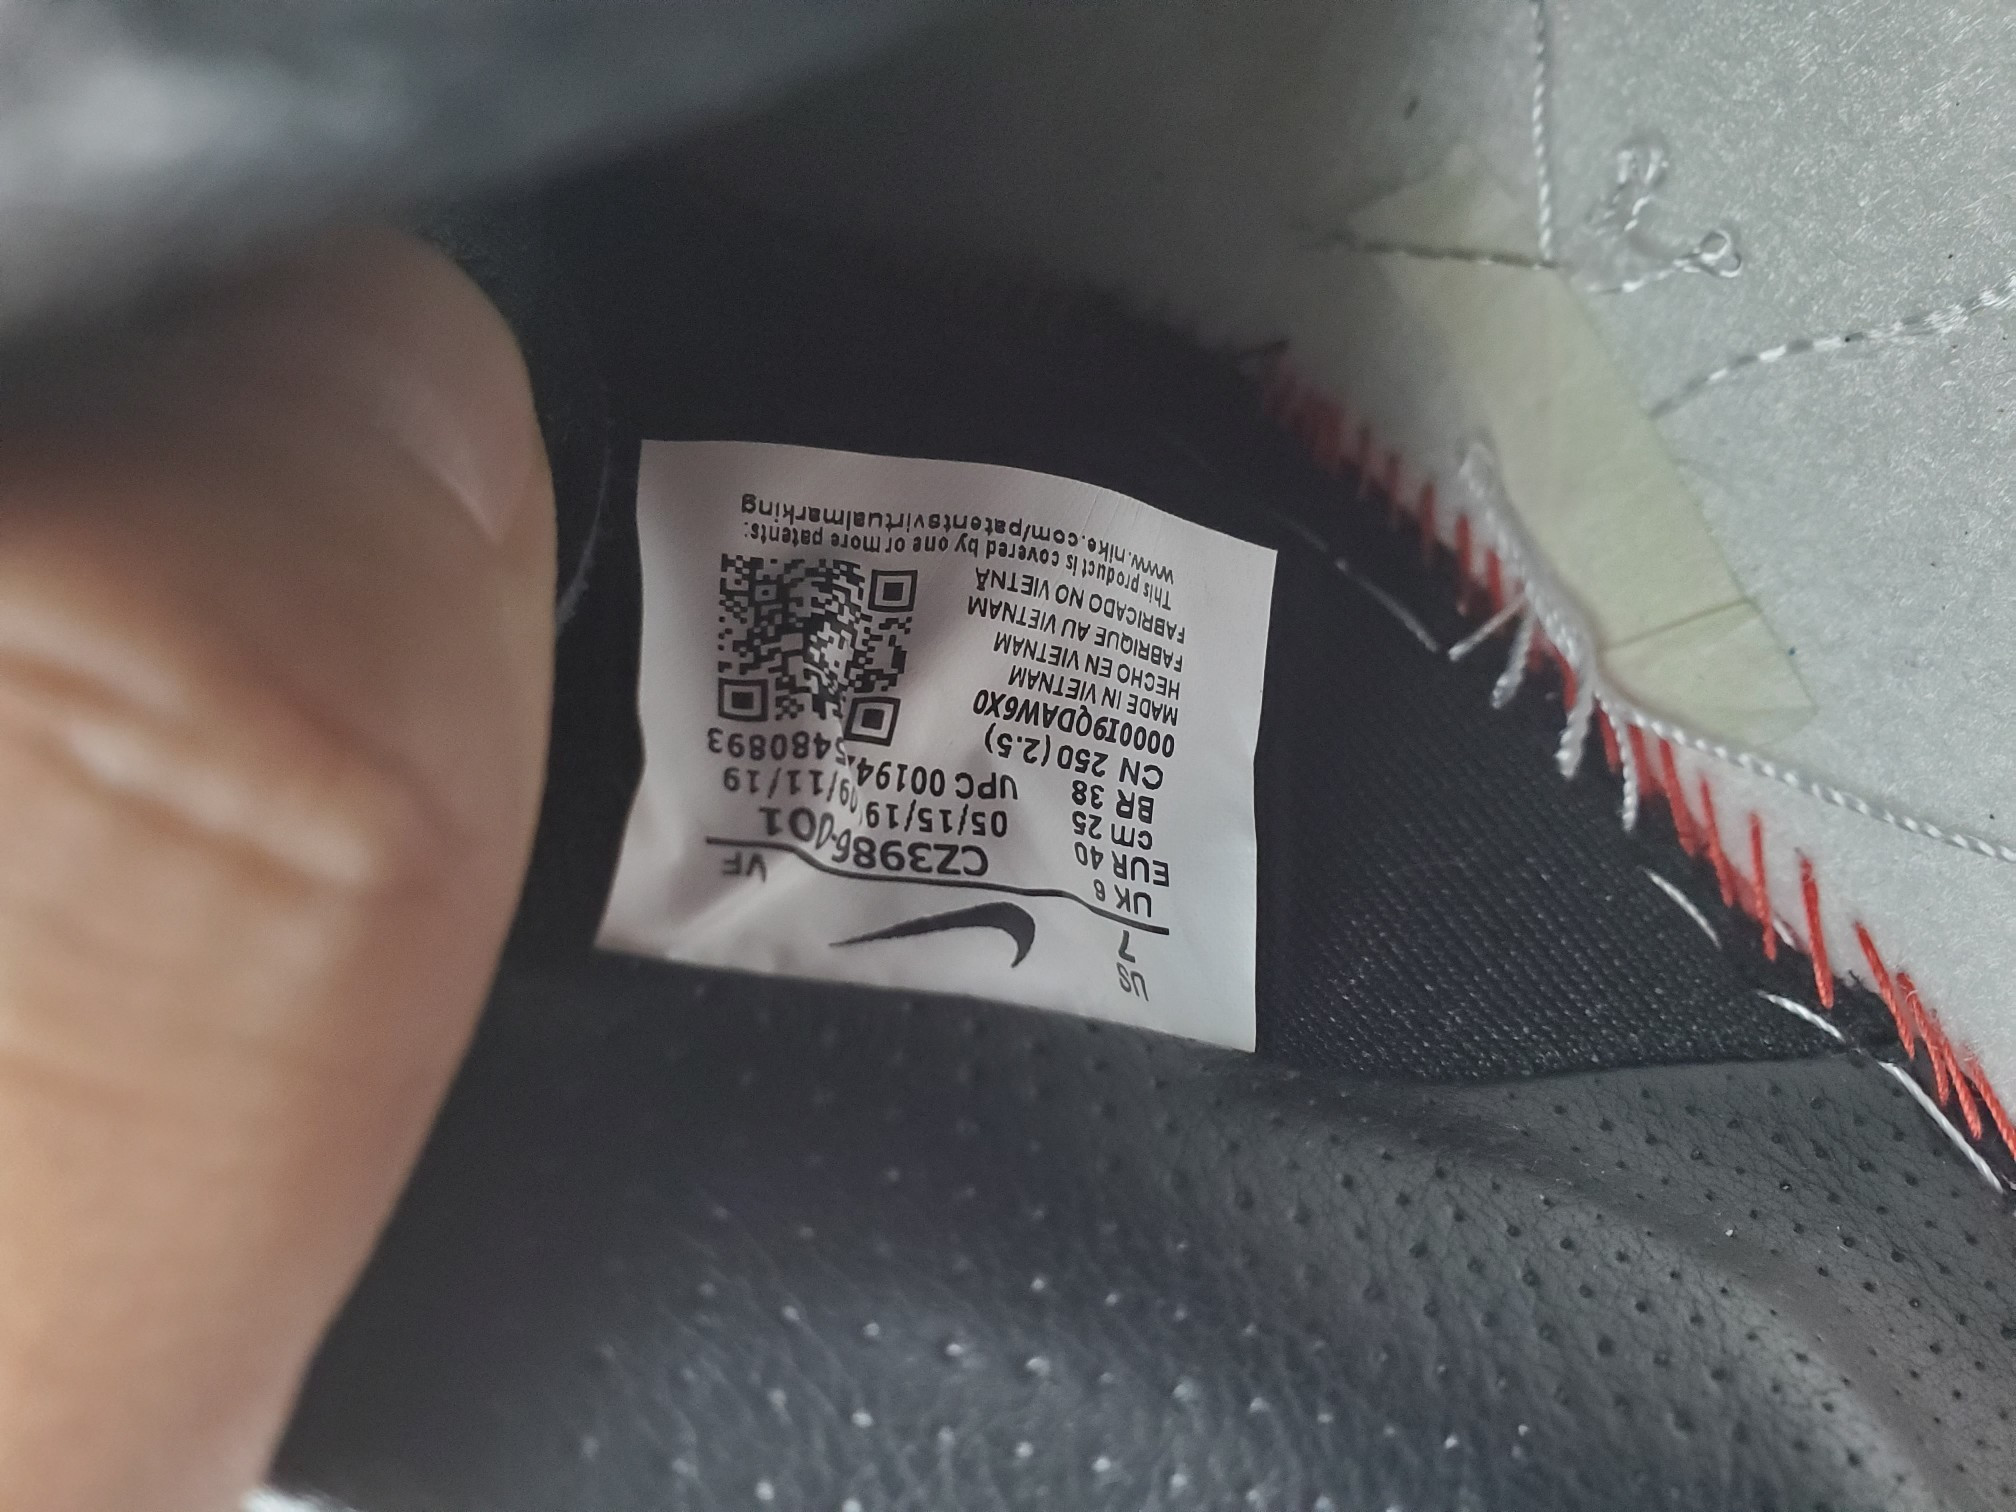 US
7
UK 6
EUR 40
cm 25
BR 38
CN 250 (2.5)
VF
CZ3986-001
05/15/19 09/11/19
UPC 00194 5480893
000019QDAW6X0
MADE IN VIETNAM
HECHO EN VIETNAM
FABRIQUE AU VIETNAM
FABRICADO NO VIETNÃ
This product is covered by one or more patents:
www.nike.com/patentsvirtualmarking